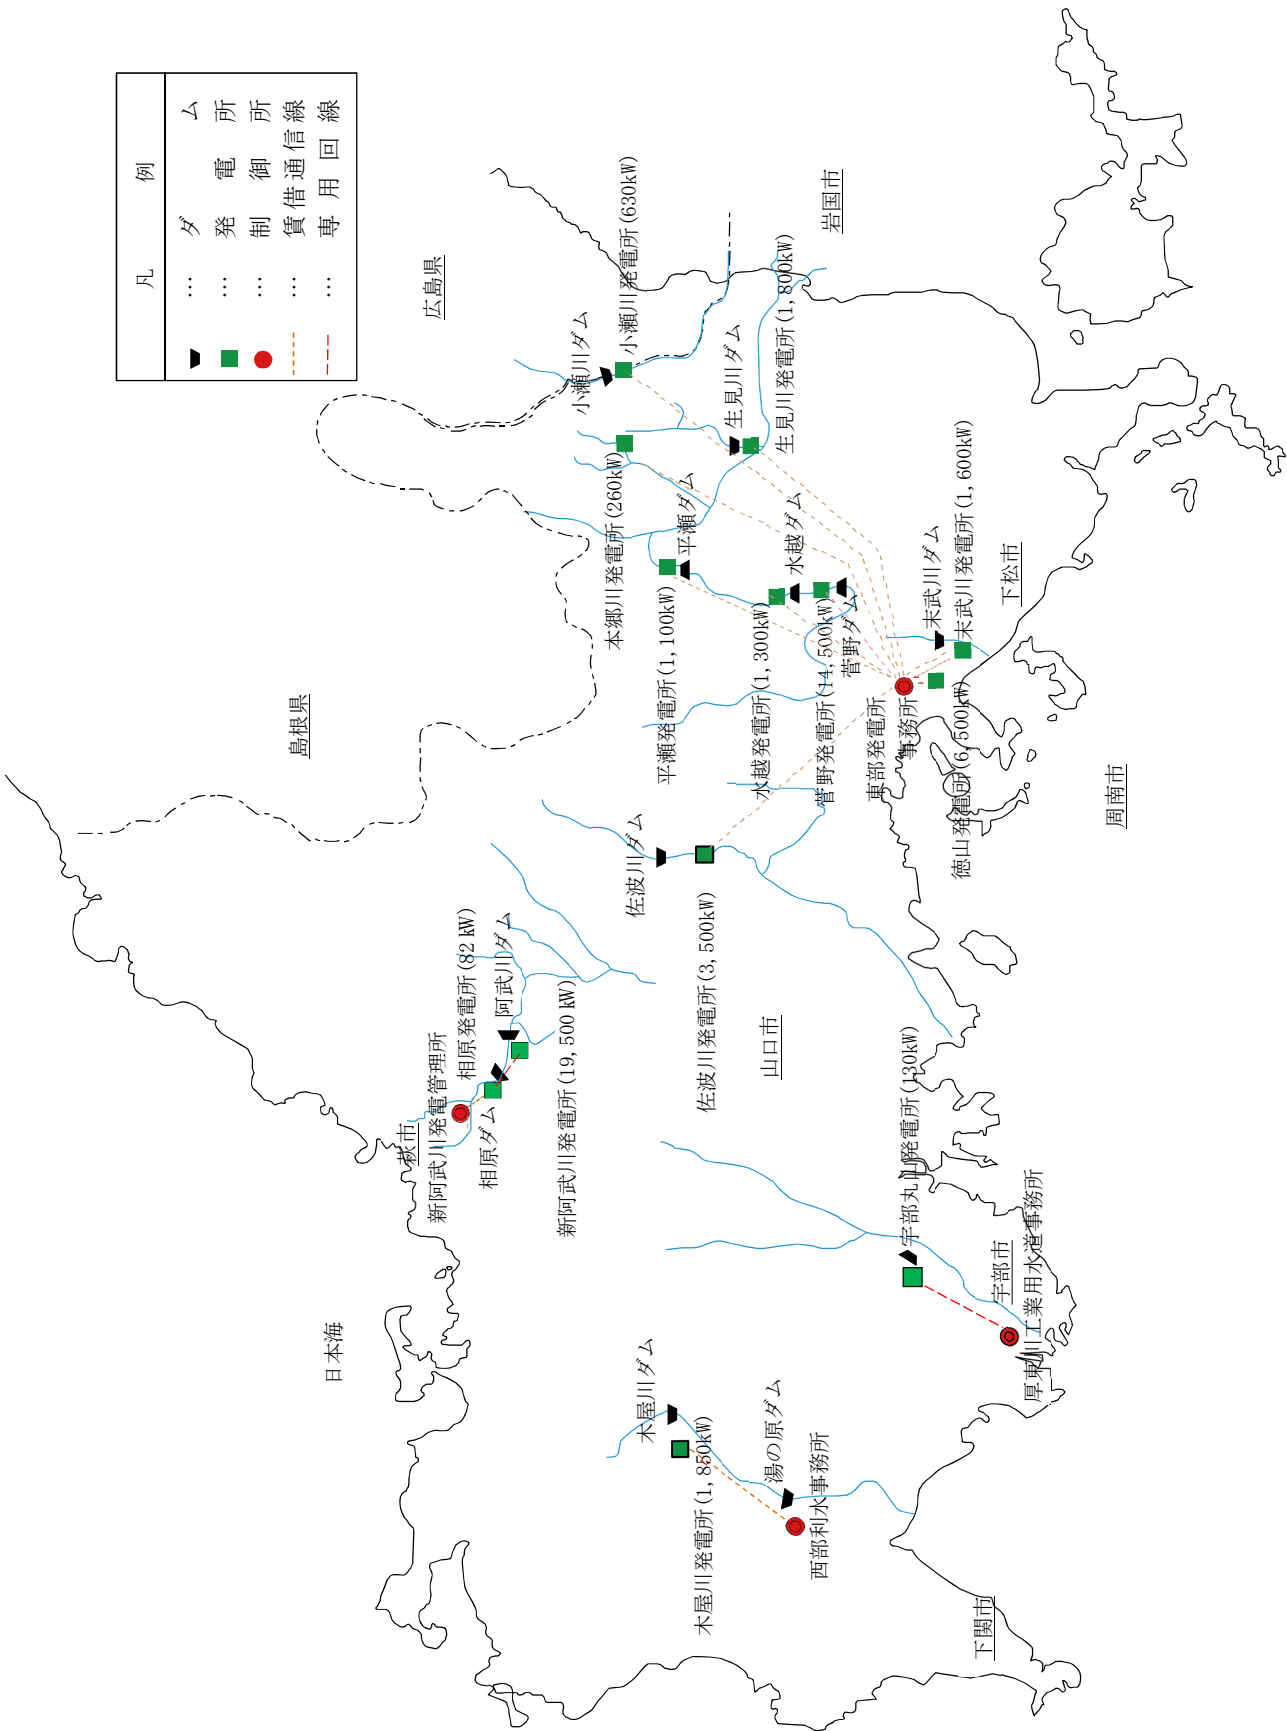 凡例
… ダム
… 発電所
… 制御所
… 賃借通信線
… 専用回線
広島県
島根県
日本海
岩国市
下松市
周南市
山口市
萩市
宇部市
下関市
小瀬川ダム
小瀬川発電所(630kW)
生見川ダム
生見川発電所(1,800kW)
本郷川発電所(260kW)
平瀬ダム
平瀬発電所(1,100kW)
水越ダム
水越発電所(1,300kW)
菅野発電所(14,500kW)
菅野ダム
末武川ダム
末武川発電所(1,600kW)
東部発電所
事務所
徳山発電所(6,500kW)
佐波川ダム
佐波川発電所(3,500kW)
阿武川ダム
相原発電所(82kW)
新阿武川発電管理所
相原ダム
新阿武川発電所(19,500kW)
宇部丸山発電所(130kW)
厚東川工業用水道事務所
木屋川ダム
木屋川発電所(1,850kW)
湯の原ダム
西部利水事務所